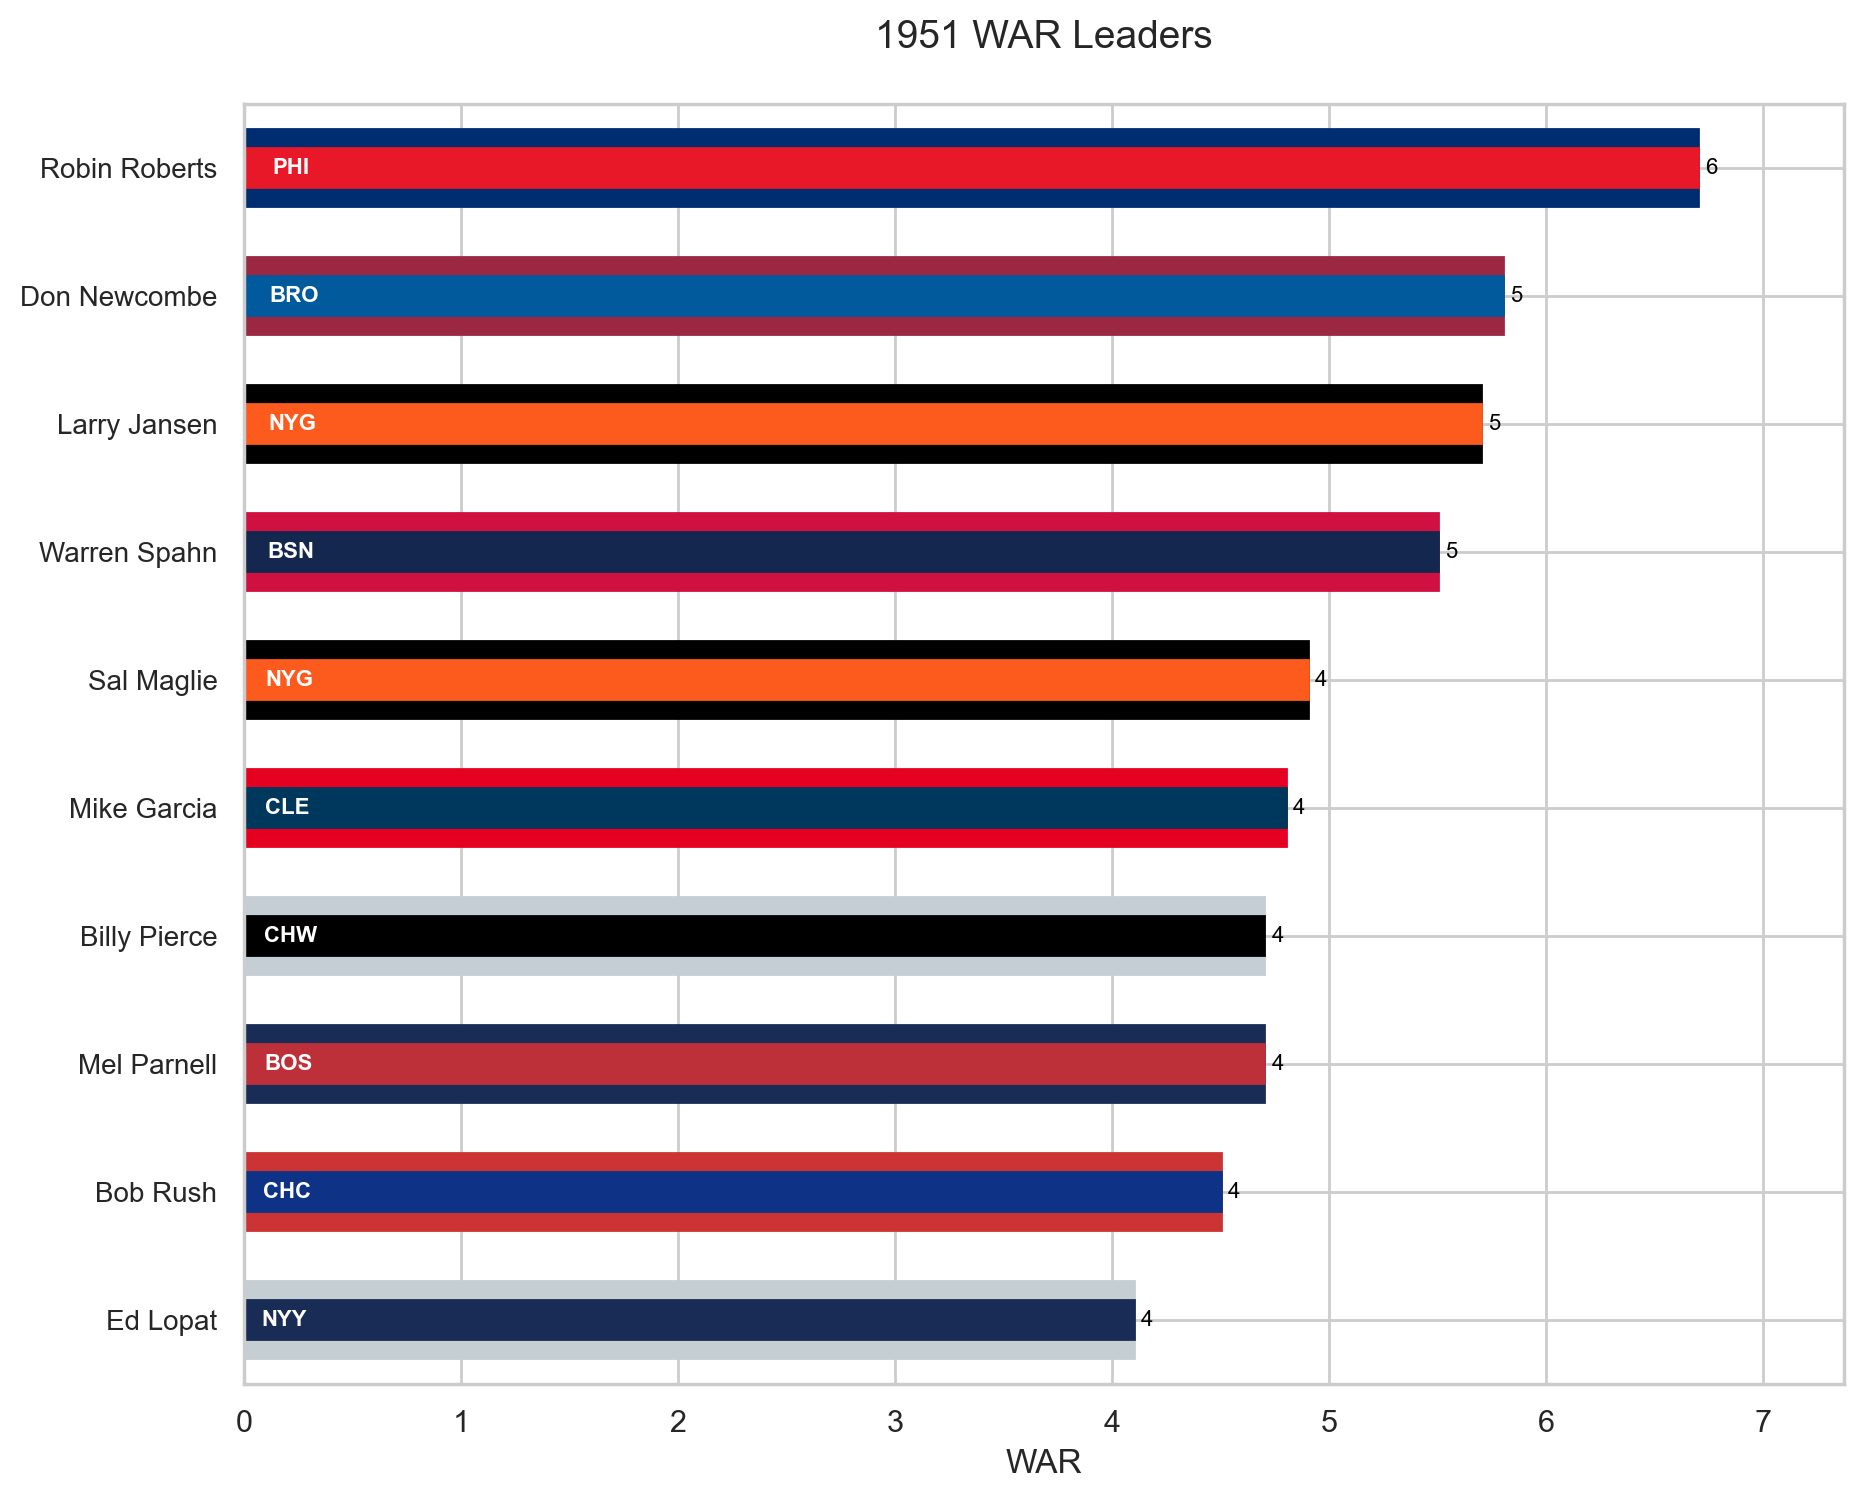 1951 WAR Leaders
Robin Roberts PHI 6
Don Newcombe BRO 5
Larry Jansen NYG 5
Warren Spahn BSN 5
Sal Maglie NYG 4
Mike Garcia CLE 4
Billy Pierce CHW 4
Mel Parnell BOS 4
Bob Rush CHC 4
Ed Lopat NYY 4
0 1 2 3 4 5 6 7
WAR